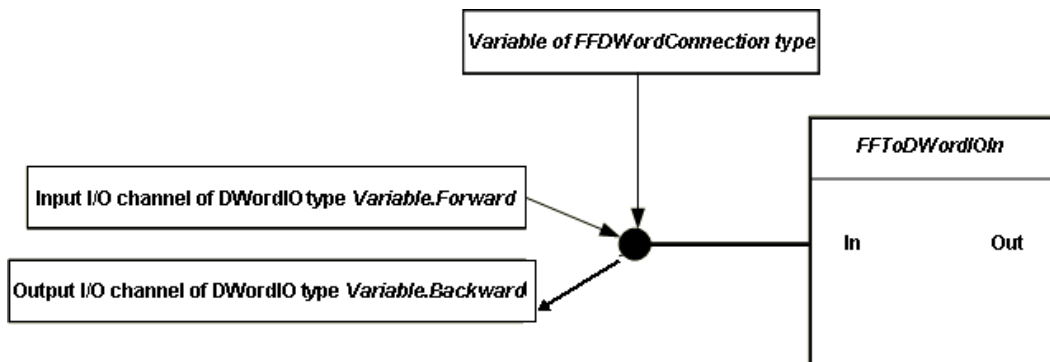 Variable of FFDWordConnection type
FFToDWordIOIn
Input I/O channel of DWordIO type Variable.Forward
In Out
Output I/O channel of DWordIO type Variable.Backward